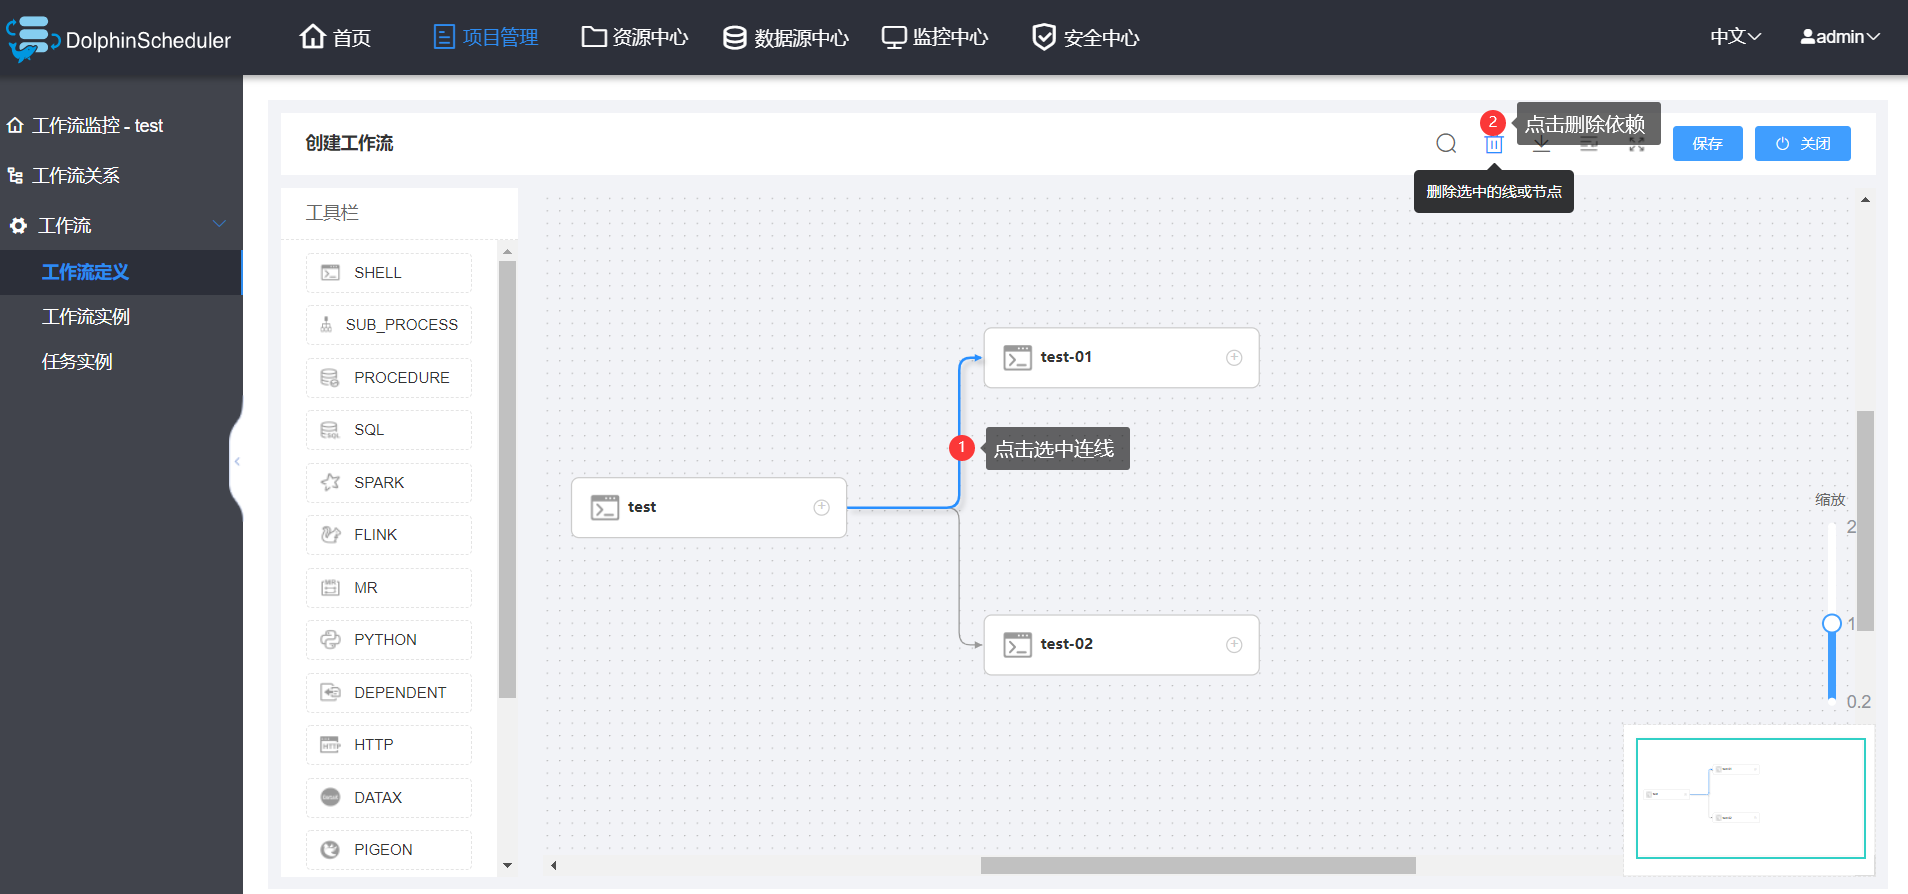 DolphinScheduler
首页
项目管理
资源中心
数据源中心
监控中心
安全中心
中文
admin
工作流监控 - test
工作流关系
工作流
工作流定义
工作流实例
任务实例
创建工作流
2
点击删除依赖
保存
关闭
删除选中的线或节点
工具栏
SHELL
SUB_PROCESS
PROCEDURE
SQL
SPARK
FLINK
MR
PYTHON
DEPENDENT
HTTP
DATAX
PIGEON
test-01
1
点击选中连线
test
test-02
缩放
2
1
0.2